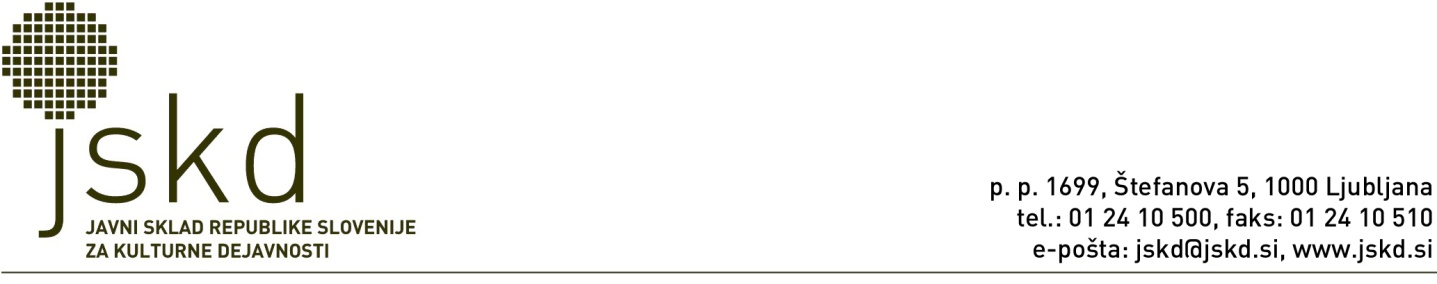 jskd
JAVNI SKLAD REPUBLIKE SLOVENIJE
ZA KULTURNE DEJAVNOSTI
p. p. 1699, Štefanova 5, 1000 Ljubljana
tel.: 01 24 10 500, faks: 01 24 10 510
e-pošta: jskd@jskd.si, www.jskd.si